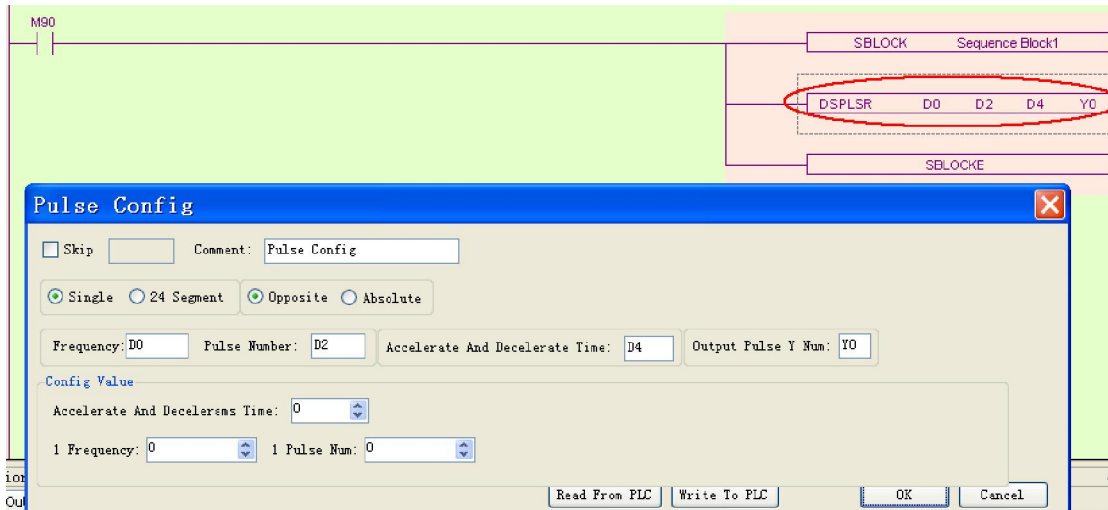 M90
SBLOCK Sequence Block1
DSPLSR D0 D2 D4 Y0
SBLOCKE
Pulse Config
Skip Comment: Pulse Config
Single 24 Segment Opposite Absolute
Frequency: D0 Pulse Number: D2 Accelerate And Decelerate Time: D4 Output Pulse Y Num: Y0
Config Value
Accelerate And Decelerems Time: 0
1 Frequency: 0 1 Pulse Num: 0
Read From PLC Write To PLC OK Cancel